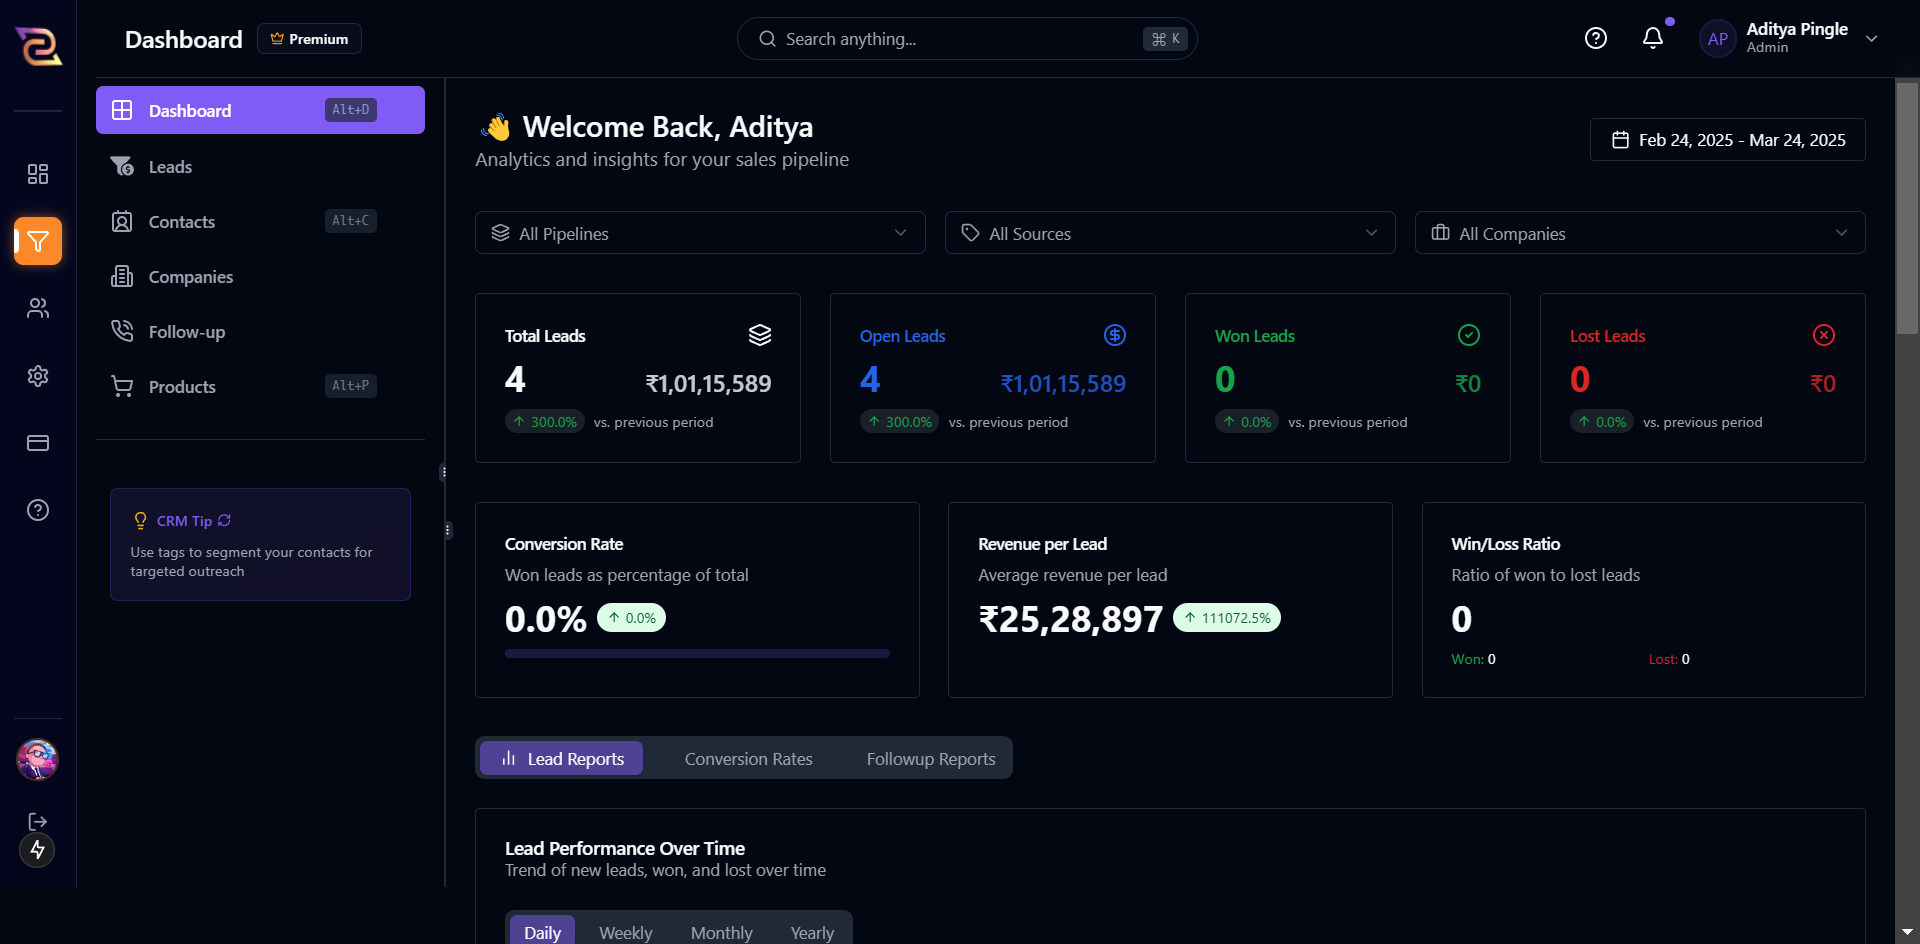 Dashboard
Premium
Search anything...
⌘ K
AP
Aditya Pingle
Admin
Dashboard
Alt+D
Leads
Contacts
Alt+C
Companies
Follow-up
Products
Alt+P
CRM Tip
Use tags to segment your contacts for
targeted outreach
👋 Welcome Back, Aditya
Analytics and insights for your sales pipeline
Feb 24, 2025 - Mar 24, 2025
All Pipelines
All Sources
All Companies
Total Leads
4
₹1,01,15,589
↑ 300.0% vs. previous period
Open Leads
4
₹1,01,15,589
↑ 300.0% vs. previous period
Won Leads
0
₹0
↑ 0.0% vs. previous period
Lost Leads
0
₹0
↑ 0.0% vs. previous period
Conversion Rate
Won leads as percentage of total
0.0% ↑ 0.0%
Revenue per Lead
Average revenue per lead
₹25,28,897 ↑ 111072.5%
Win/Loss Ratio
Ratio of won to lost leads
0
Won: 0
Lost: 0
Lead Reports
Conversion Rates
Followup Reports
Lead Performance Over Time
Trend of new leads, won, and lost over time
Daily
Weekly
Monthly
Yearly